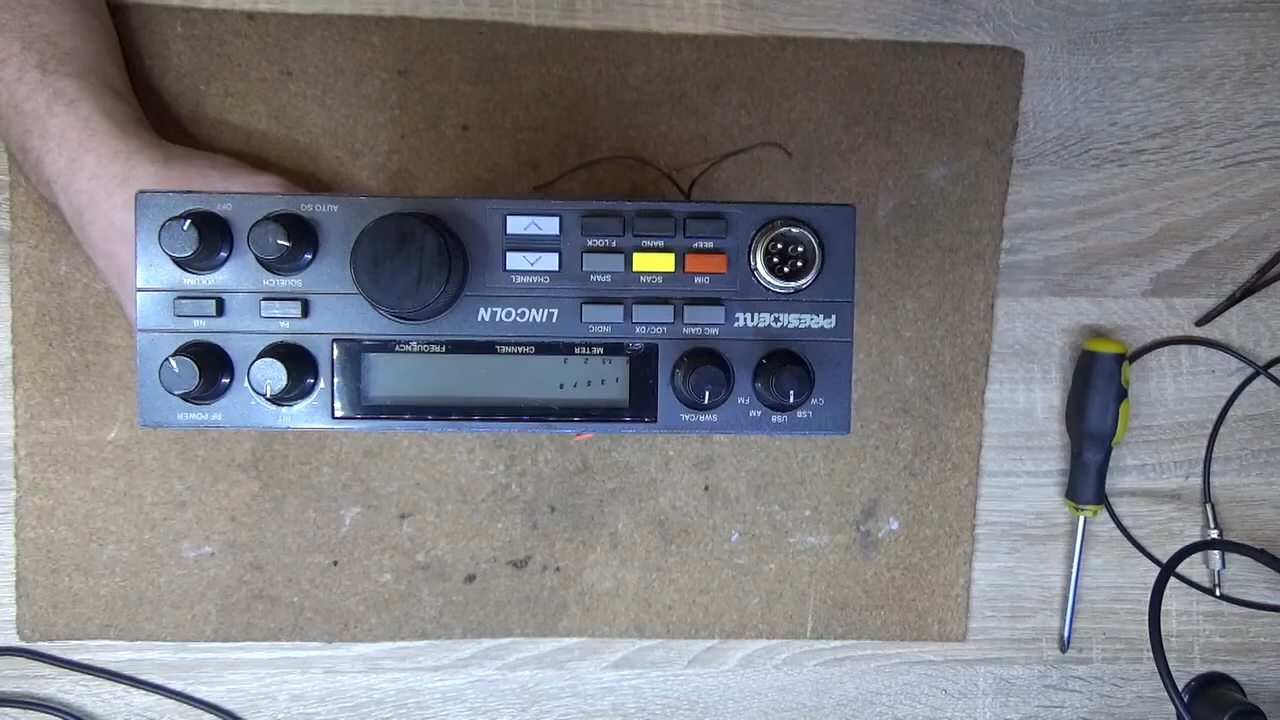 LSB USB AM
CW FM
SWR/CAL
RIT
RF POWER
METER CHANNEL FREQUENCY
PRESIDENT
MIC GAIN LOC/DX INDIC
LINCOLN
PA
NB
DIM SCAN SPAN
CHANNEL
SQUELCH
VOLUME
BEEP BAND F.LOCK
AUTO SQ
OFF